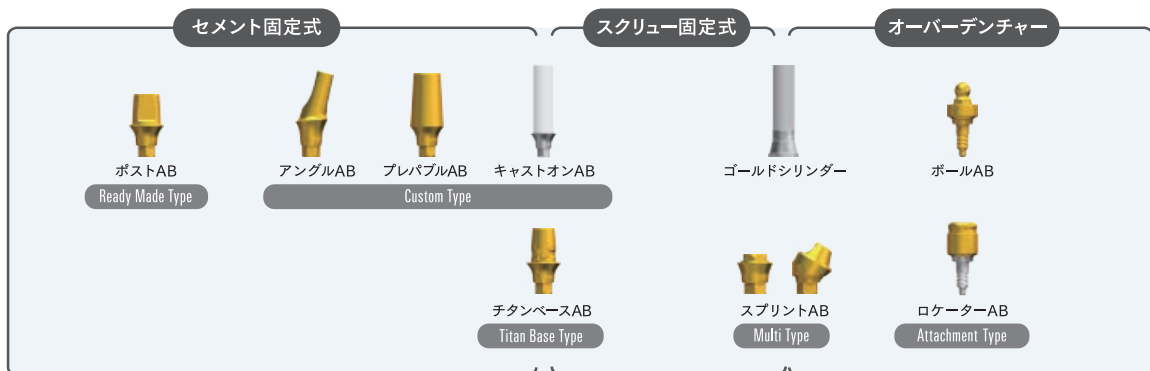 セメント固定式
スクリュー固定式
オーバーデンチャー
ポストAB
アングルAB
プレパブルAB
キャストオンAB
ゴールドシリンダー
ボールAB
Ready Made Type
Custom Type
チタンベースAB
スプリントAB
ロケーターAB
Titan Base Type
Multi Type
Attachment Type